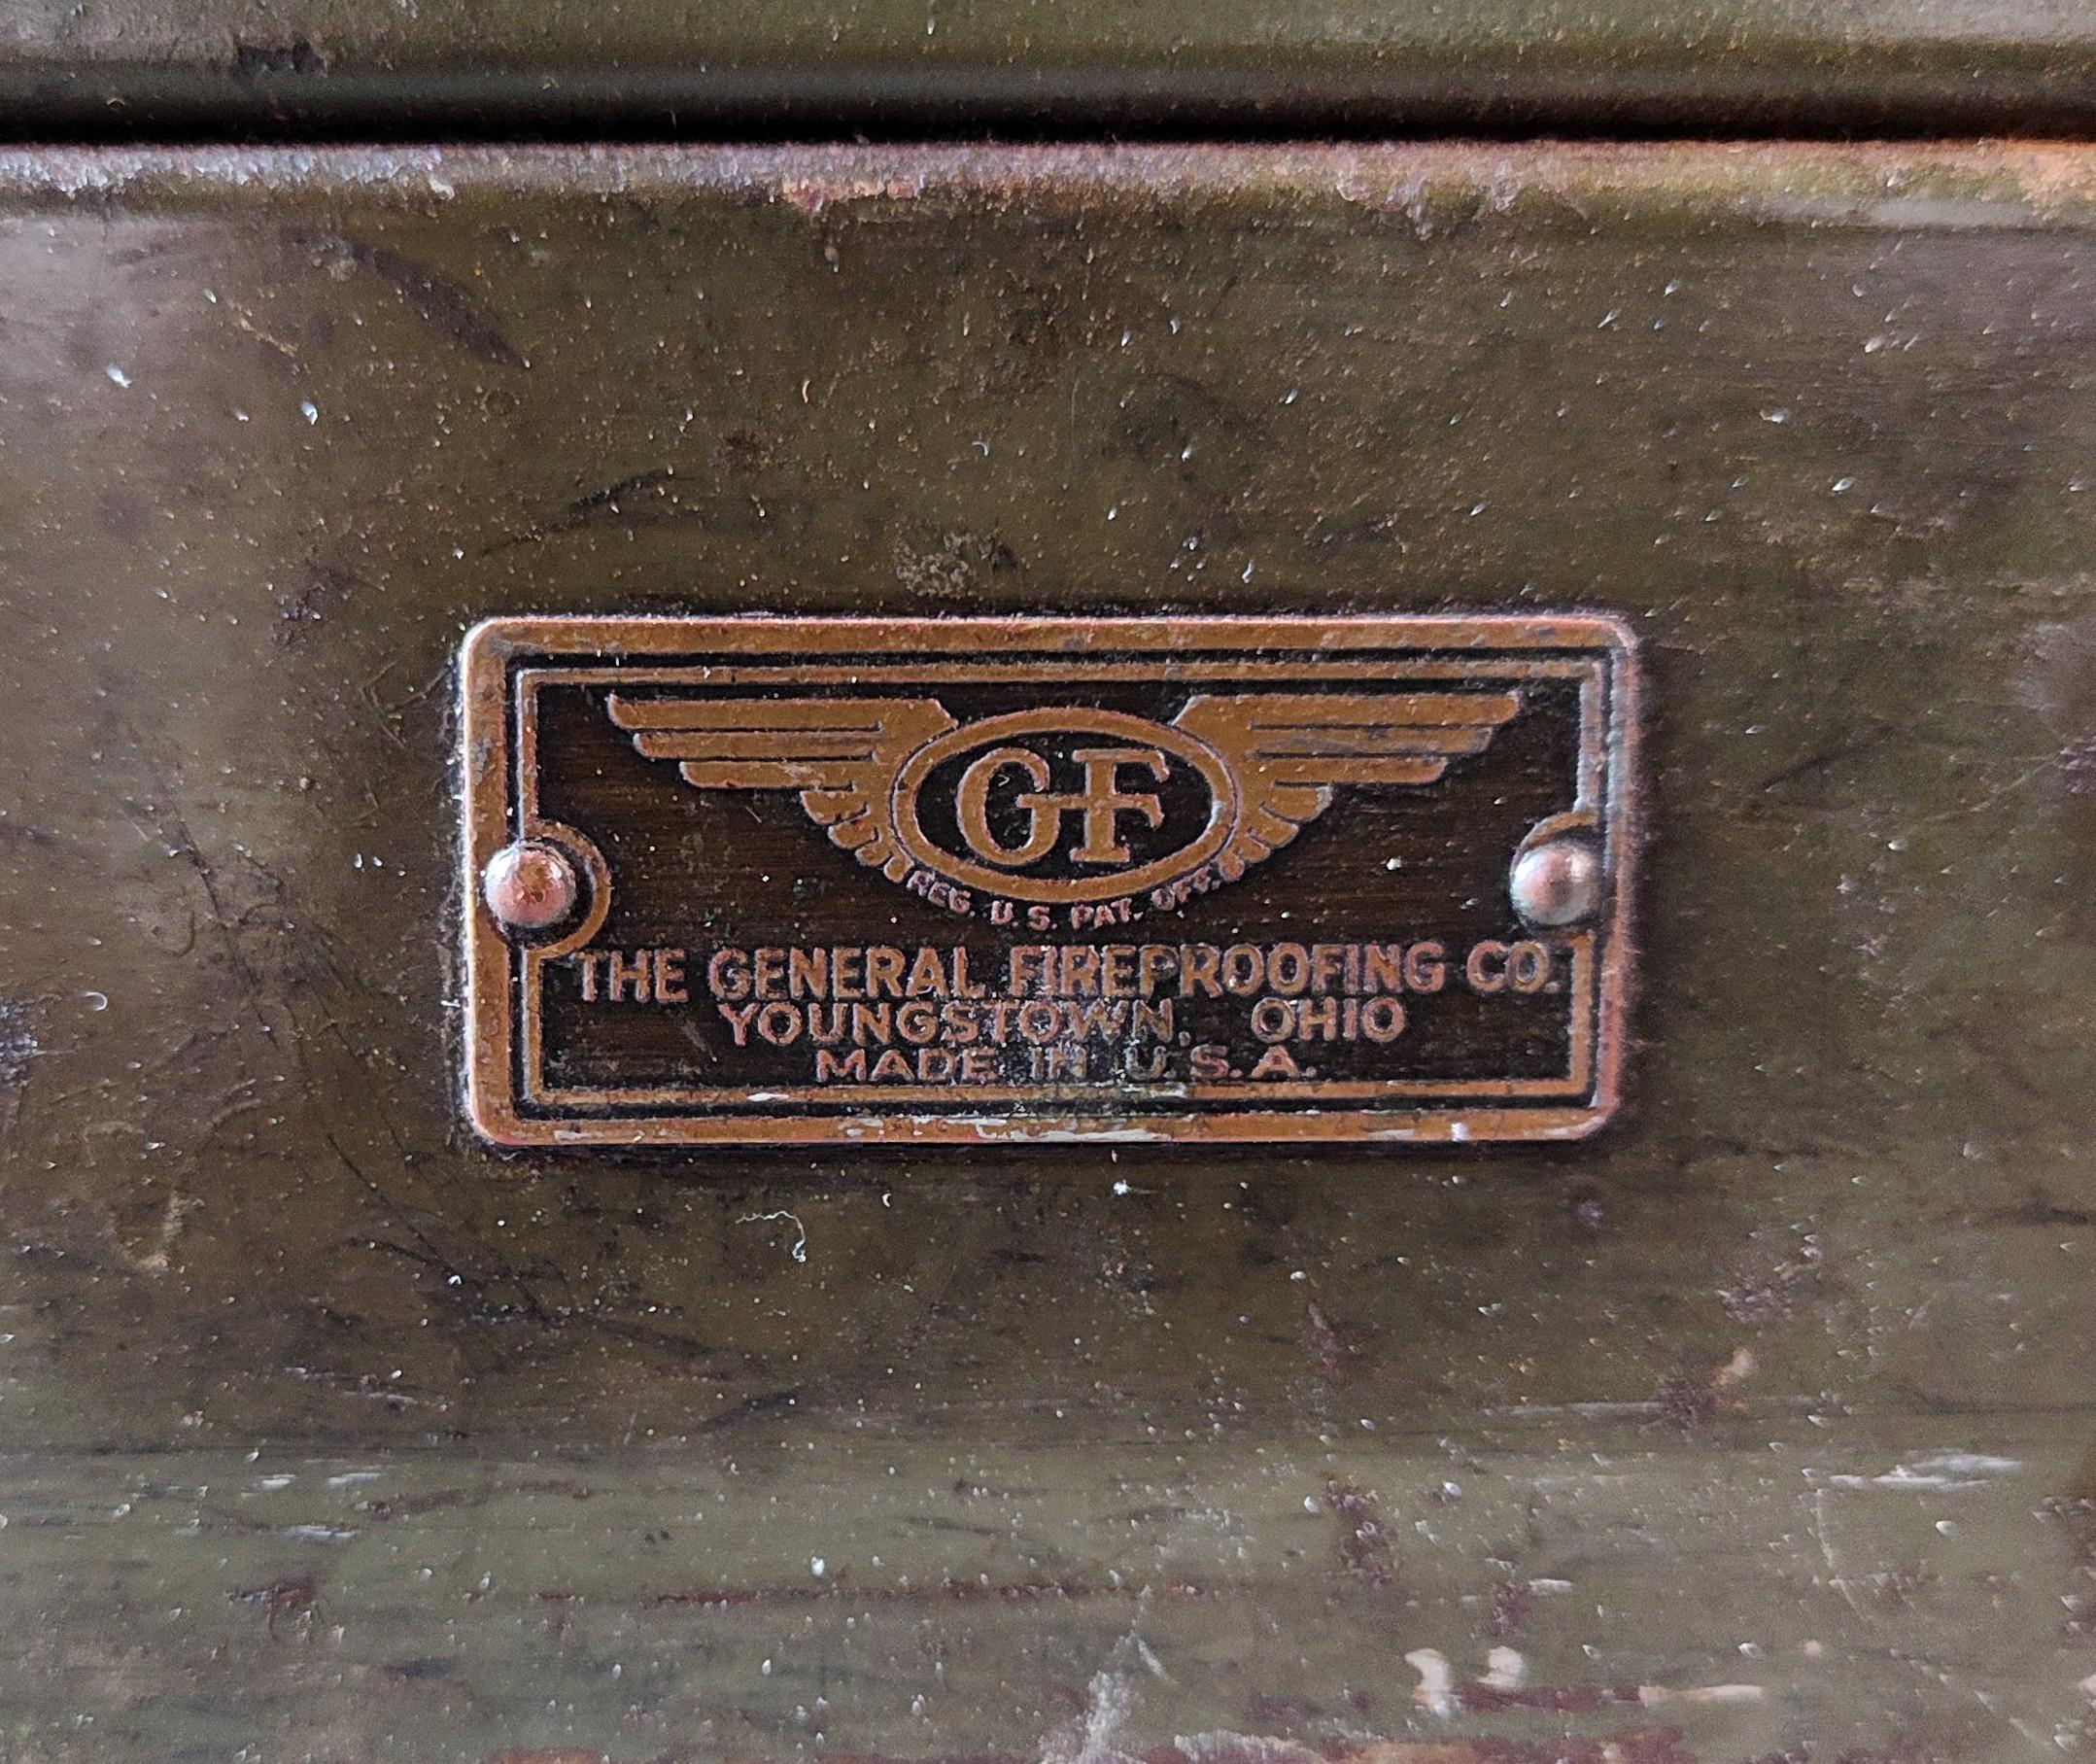 GF
REG. U.S. PAT. OFF.
THE GENERAL FIREPROOFING CO.
YOUNGSTOWN, OHIO
MADE IN U.S.A.